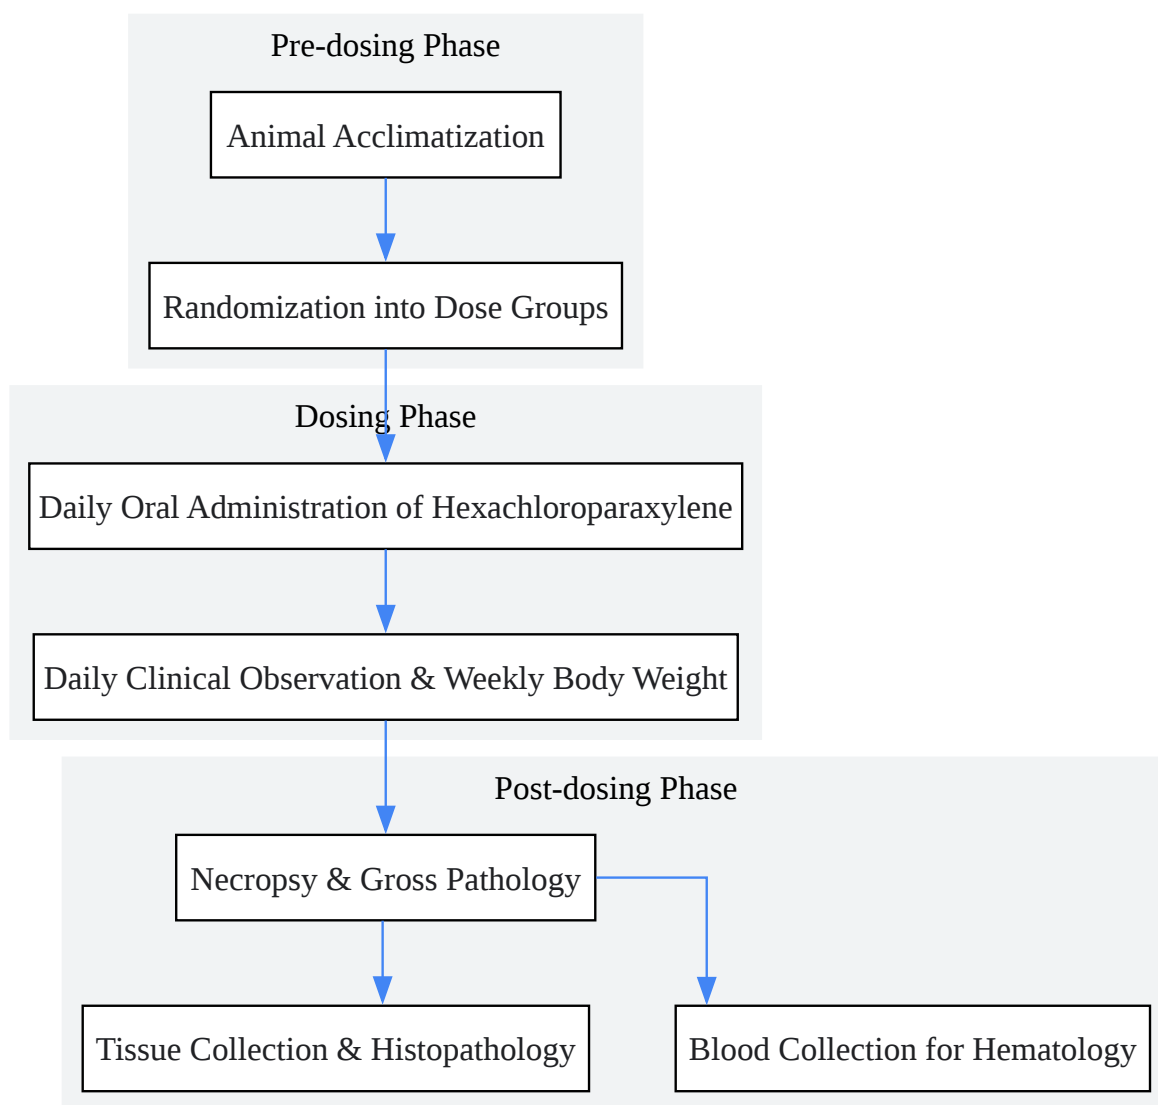 Pre-dosing Phase
Animal Acclimatization
Randomization into Dose Groups
Dosing Phase
Daily Oral Administration of Hexachloroparaxylene
Daily Clinical Observation & Weekly Body Weight
Post-dosing Phase
Necropsy & Gross Pathology
Tissue Collection & Histopathology
Blood Collection for Hematology